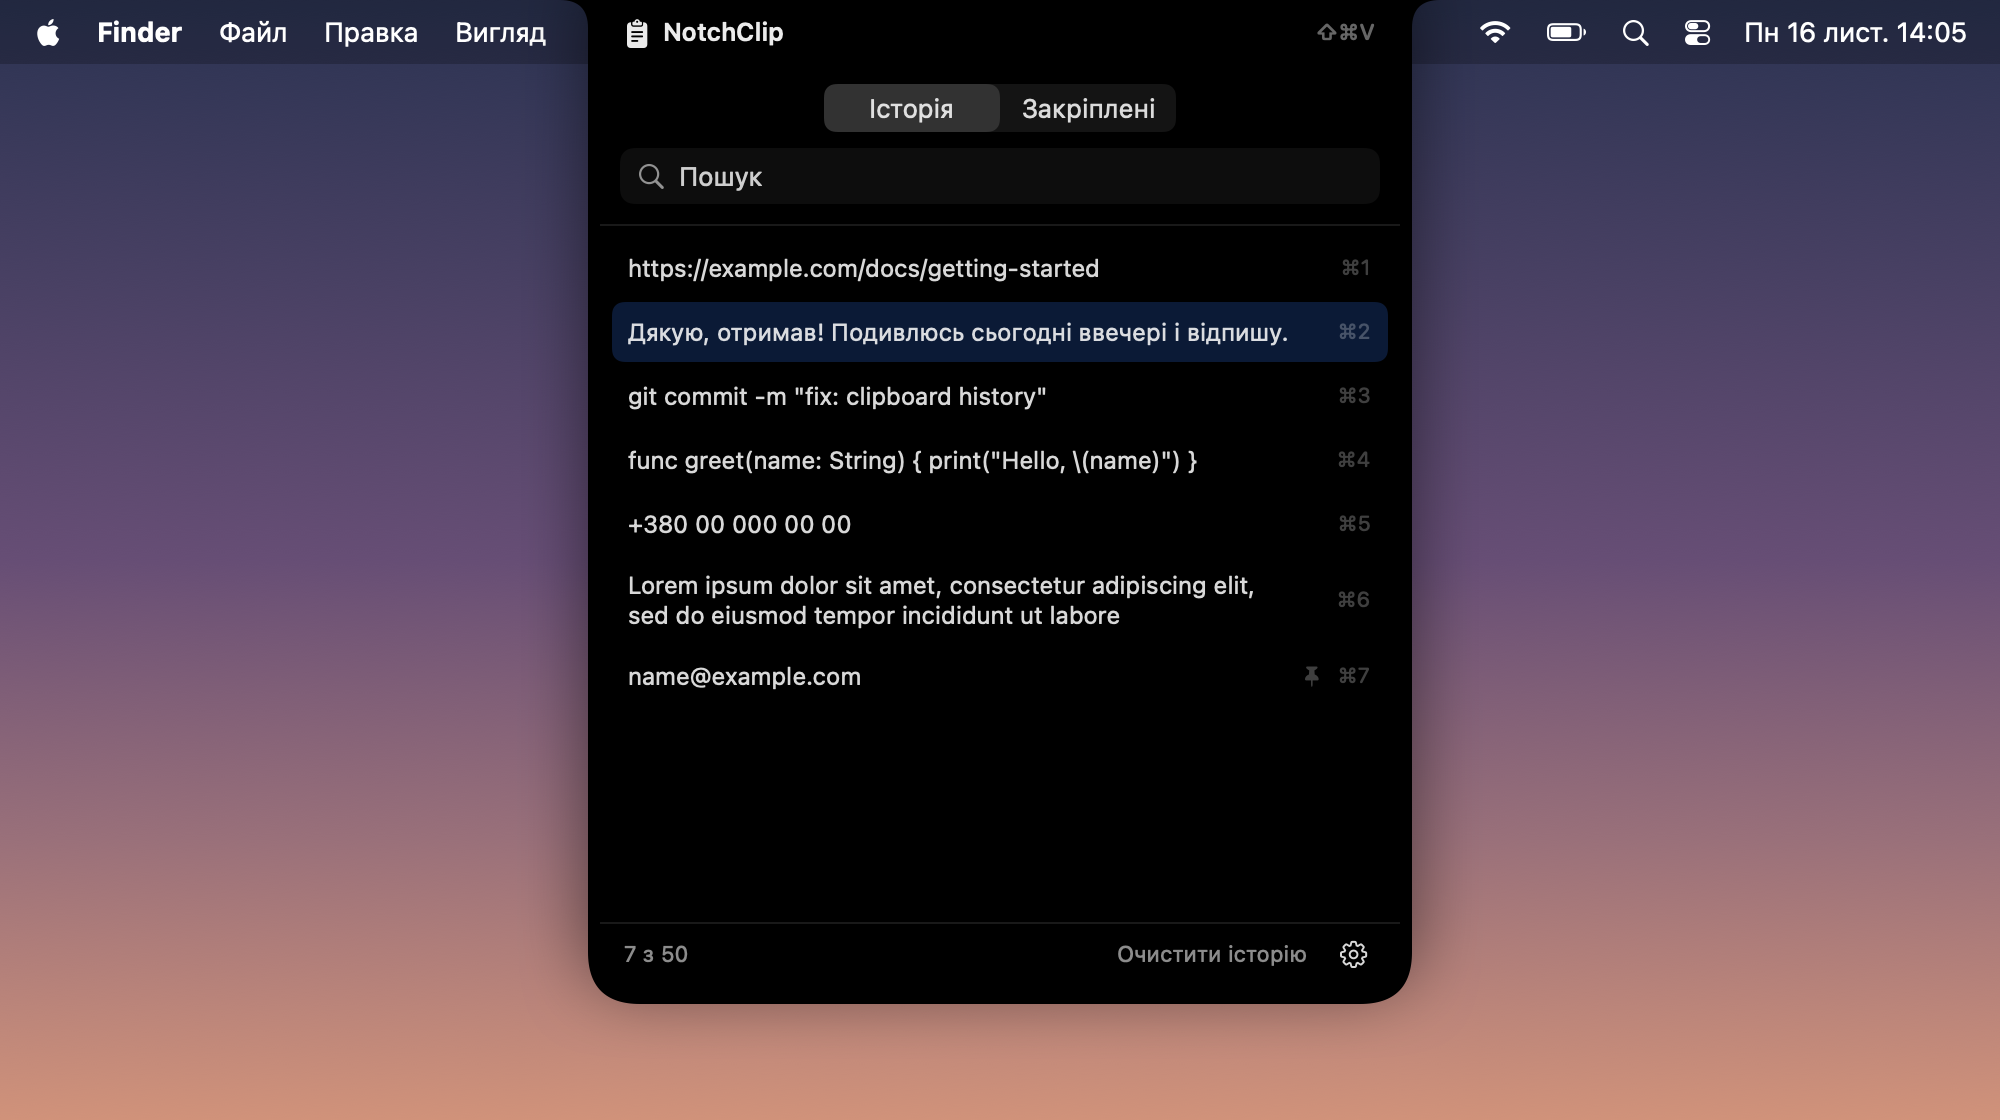 Finder Файл Правка Вигляд
NotchClip ⇧⌘V
Пн 16 лист. 14:05
Історія Закріплені
Пошук
https://example.com/docs/getting-started ⌘1
Дякую, отримав! Подивлюсь сьогодні ввечері і відпишу. ⌘2
git commit -m "fix: clipboard history" ⌘3
func greet(name: String) { print("Hello, \(name)") } ⌘4
+380 00 000 00 00 ⌘5
Lorem ipsum dolor sit amet, consectetur adipiscing elit,
sed do eiusmod tempor incididunt ut labore ⌘6
name@example.com ⌘7
7 з 50 Очистити історію